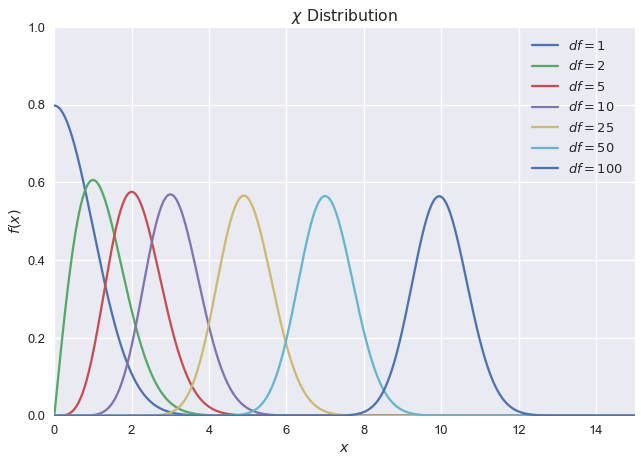 χ Distribution
1.0
0.8
0.6
0.4
0.2
0.0
f(x)
df = 1
df = 2
df = 5
df = 10
df = 25
df = 50
df = 100
0 2 4 6 8 10 12 14
x